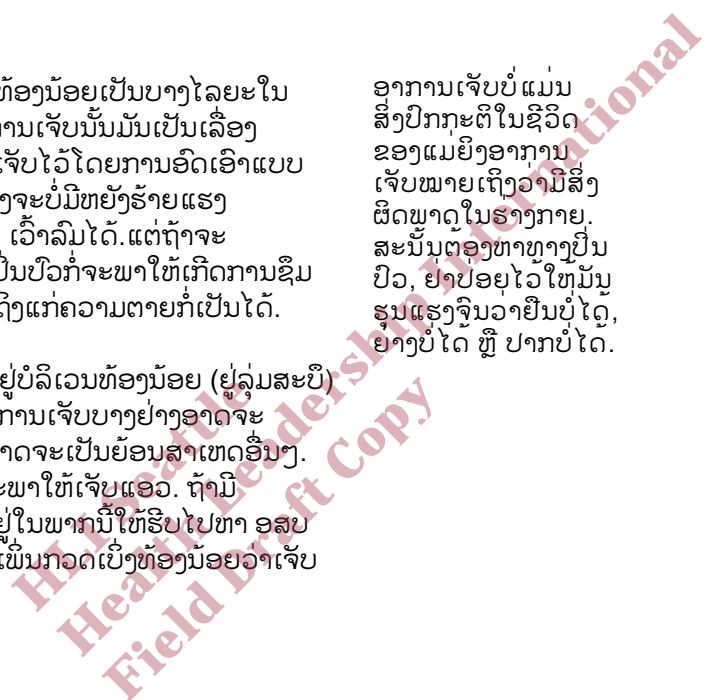 ທ້ອງນ້ອຍເປັນບາງໄລຍະໃນ
ານເຈັບນັ້ນມັນເປັນເລື່ອງ
ເຈັບໄວ້ໂດຍການອົດເອົາແບບ
ງຈະບໍ່ມີຫຍັງຮ້າຍແຮງ
ເວົ້າລົມໄດ້.ແຕ່ຖ້າຈະ
ປິ່ນປົວກໍ່ຈະພາໃຫ້ເກີດການຊຶມ
ເຖິງແກ່ຄວາມຕາຍກໍ່ເປັນໄດ້.
ຢູ່ບໍລິເວນທ້ອງນ້ອຍ (ຢູ່ລຸ່ມສະບື)
ການເຈັບບາງຢ່າງອາດຈະ
າດຈະເປັນຍ້ອນສາເຫດອື່ນໆ.
ະພາໃຫ້ເຈັບແອວ. ຖ້າມີ
ຢູ່ໃນພາກນີ້ໃຫ້ຮີບໄປຫາ ອສບ
ເພິ່ນກວດເບິ່ງທ້ອງນ້ອຍວ່າເຈັບ
ອາການເຈັບບໍ່ແມ່ນ
ສິ່ງປົກກະຕິໃນຊີວິດ
ຂອງແມ່ຍິງອາການ
ເຈັບໝາຍເຖິງວ່າມີສິ່ງ
ຜິດພາດໃນຮ່າງກາຍ.
ສະນັ້ນຕ້ອງຫາທາງປິ່ນ
ປົວ, ຢ່າປ່ອຍໄວ້ໃຫ້ມັນ
ຮຸນແຮງຈົນວ່າຢືນບໍ່ໄດ້,
ຍ່າງບໍ່ໄດ້ ຫຼື ປາກບໍ່ໄດ້.
HLI Seattle
Health Leadership International
Field Draft Copy